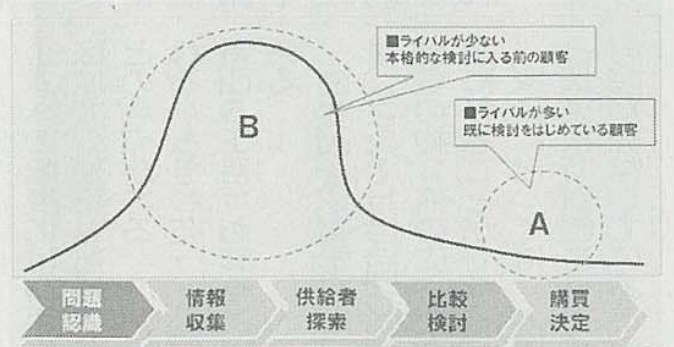 ■ライバルが少ない
本格的な検討に入る前の顧客
■ライバルが多い
既に検討をはじめている顧客
B
A
問題
認識
情報
収集
供給者
探索
比較
検討
購買
決定